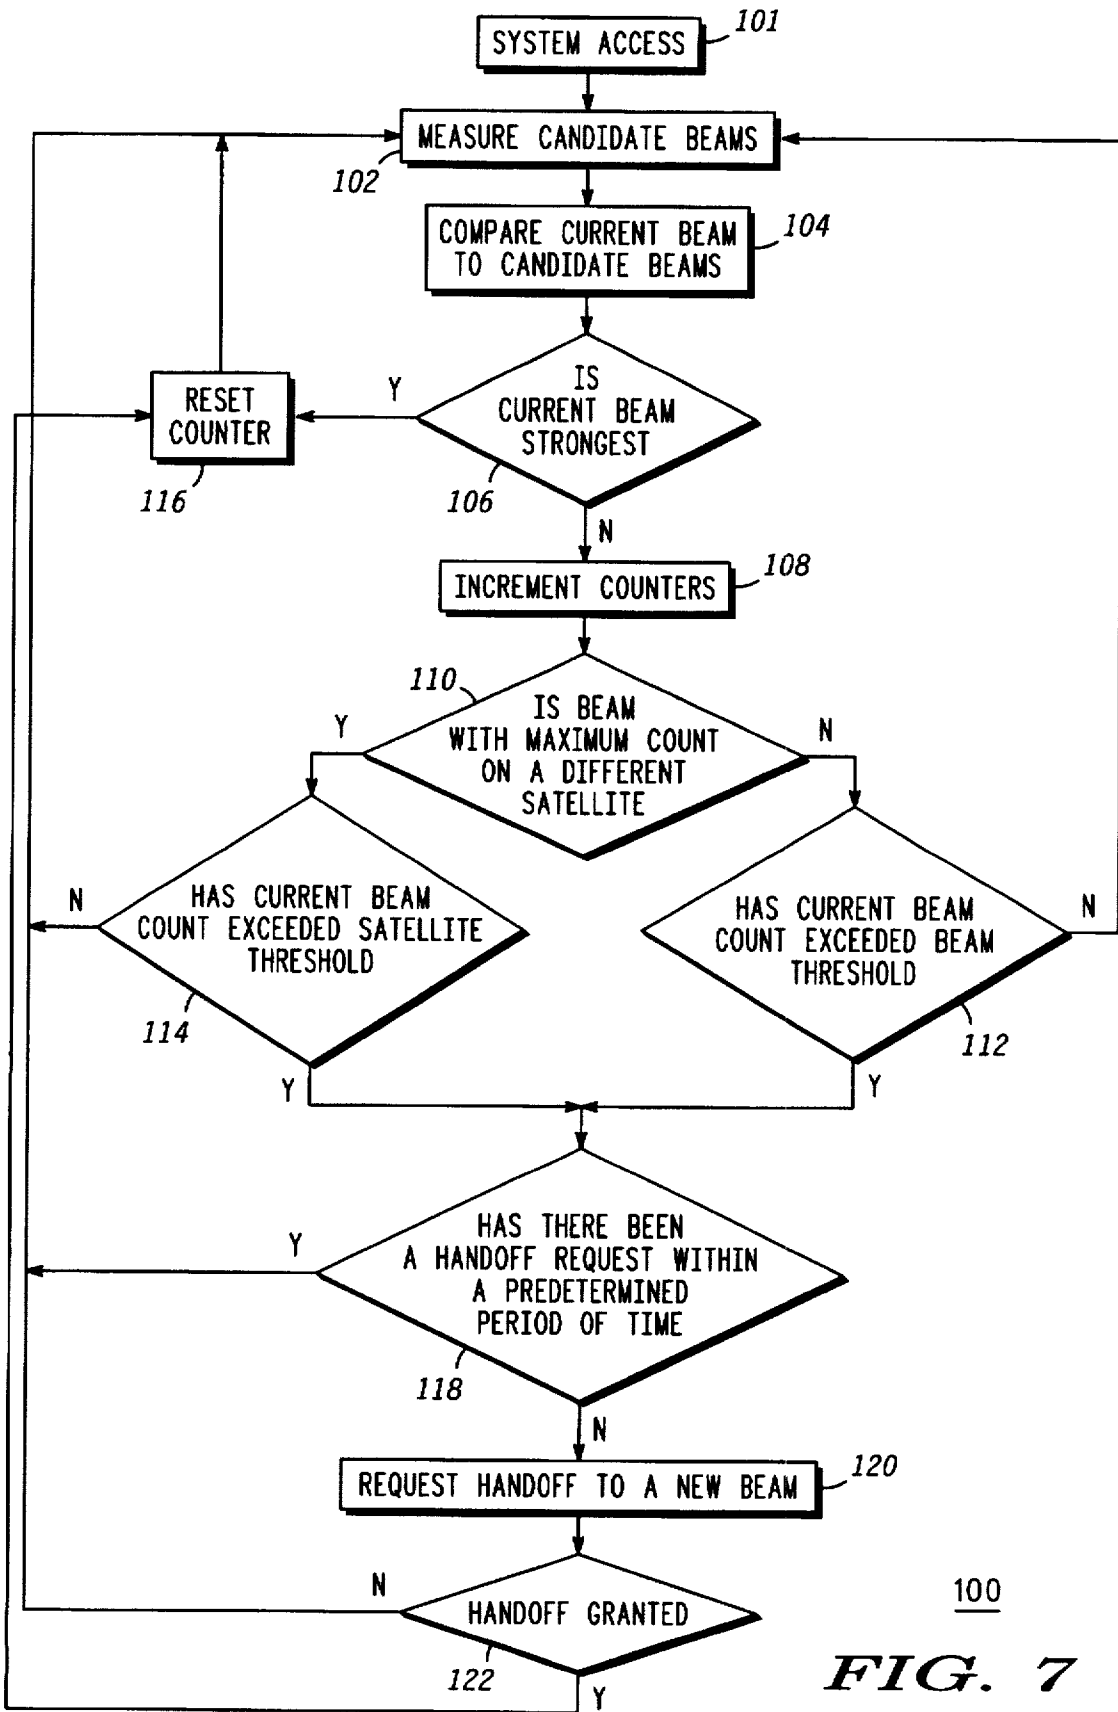 SYSTEM ACCESS
101
MEASURE CANDIDATE BEAMS
102
COMPARE CURRENT BEAM
TO CANDIDATE BEAMS
104
IS
CURRENT BEAM
STRONGEST
106
Y
RESET
COUNTER
116
N
INCREMENT COUNTERS
108
110
IS BEAM
WITH MAXIMUM COUNT
ON A DIFFERENT
SATELLITE
Y
N
HAS CURRENT BEAM
COUNT EXCEEDED SATELLITE
THRESHOLD
N
114
Y
HAS CURRENT BEAM
COUNT EXCEEDED BEAM
THRESHOLD
N
112
Y
HAS THERE BEEN
A HANDOFF REQUEST WITHIN
A PREDETERMINED
PERIOD OF TIME
Y
118
N
REQUEST HANDOFF TO A NEW BEAM
120
HANDOFF GRANTED
N
122
Y
100
FIG. 7